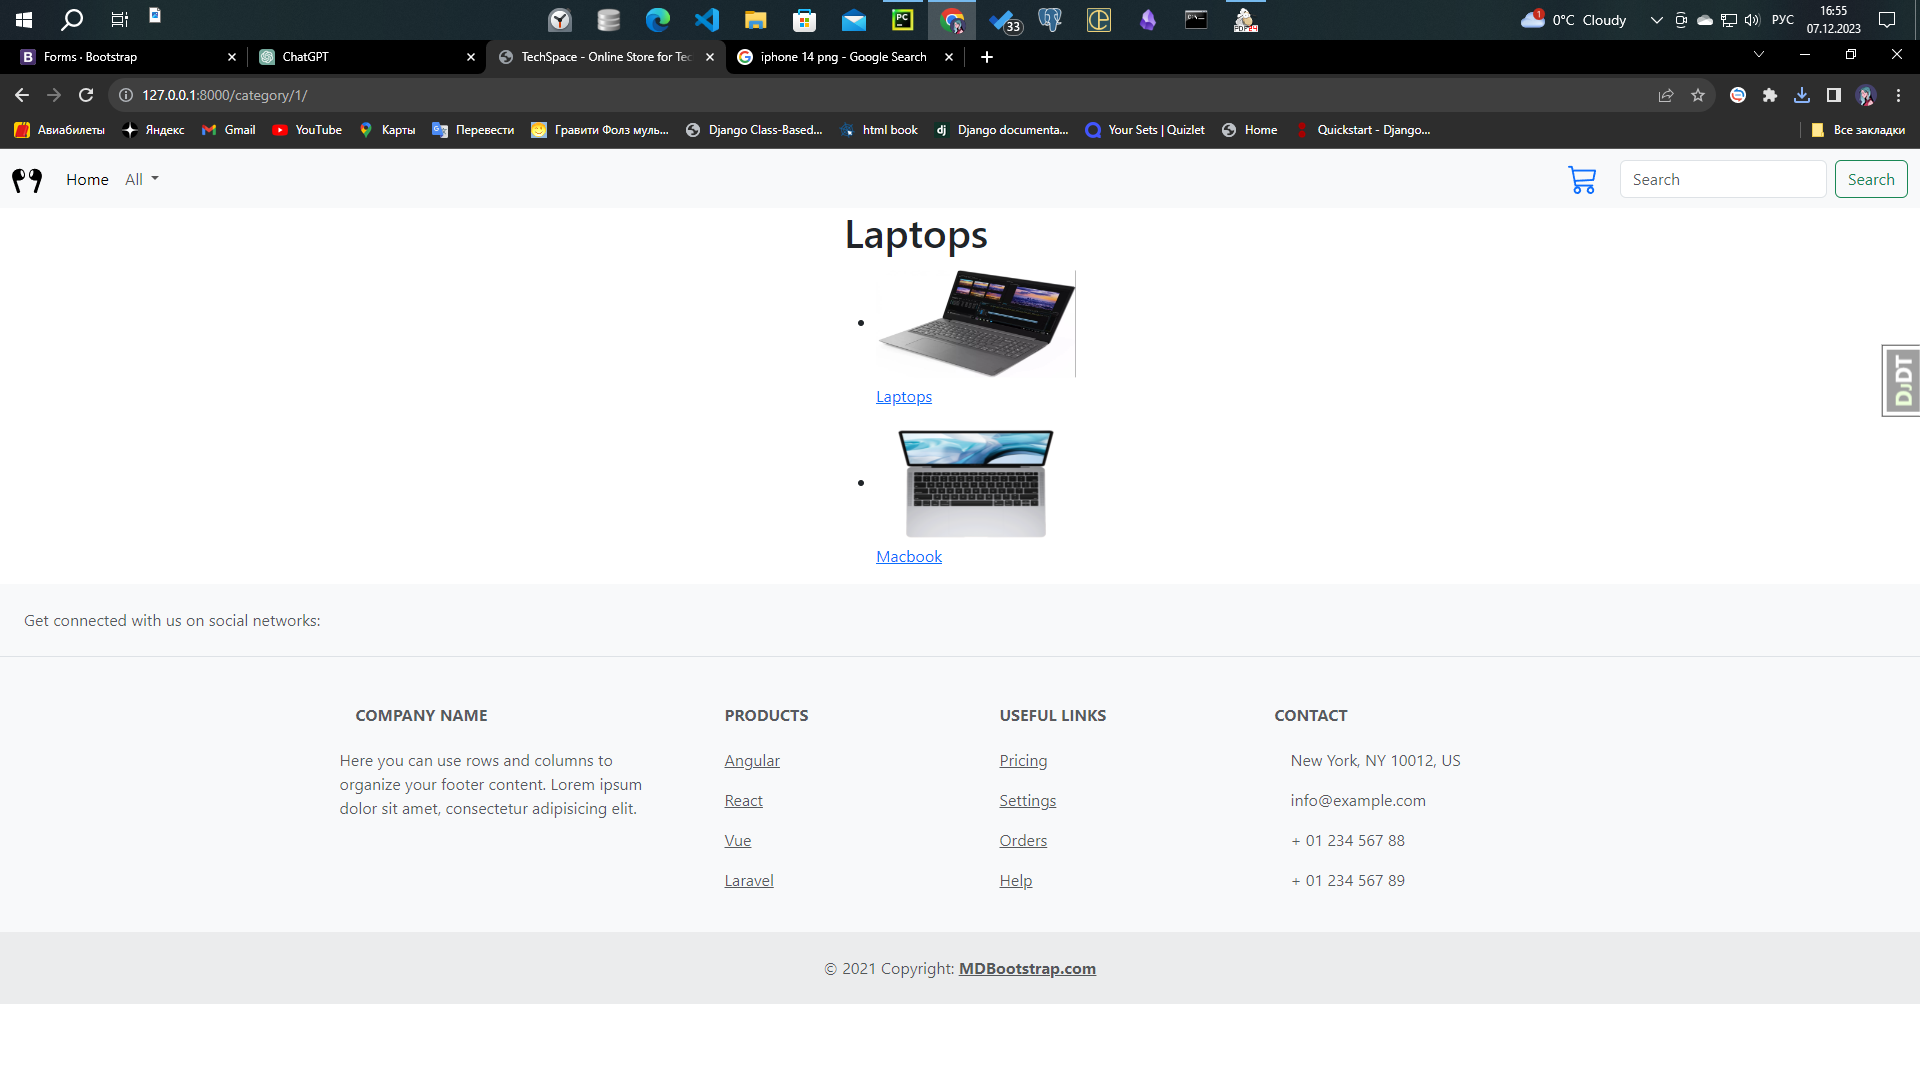 PC
33
FDP24
1
0°C Cloudy
РУС
16:55
07.12.2023
Forms · Bootstrap
ChatGPT
TechSpace - Online Store for Tec
iphone 14 png - Google Search
127.0.0.1:8000/category/1/
Авиабилеты
Яндекс
Gmail
YouTube
Карты
Перевести
Гравити Фолз муль...
Django Class-Based...
html book
dj Django documenta...
Your Sets | Quizlet
Home
Quickstart - Django...
Все закладки
Home
All
Search
Search
Laptops
Laptops
Macbook
DJDT
Get connected with us on social networks:
COMPANY NAME
Here you can use rows and columns to
organize your footer content. Lorem ipsum
dolor sit amet, consectetur adipisicing elit.
PRODUCTS
Angular
React
Vue
Laravel
USEFUL LINKS
Pricing
Settings
Orders
Help
CONTACT
New York, NY 10012, US
info@example.com
+ 01 234 567 88
+ 01 234 567 89
© 2021 Copyright: MDBootstrap.com